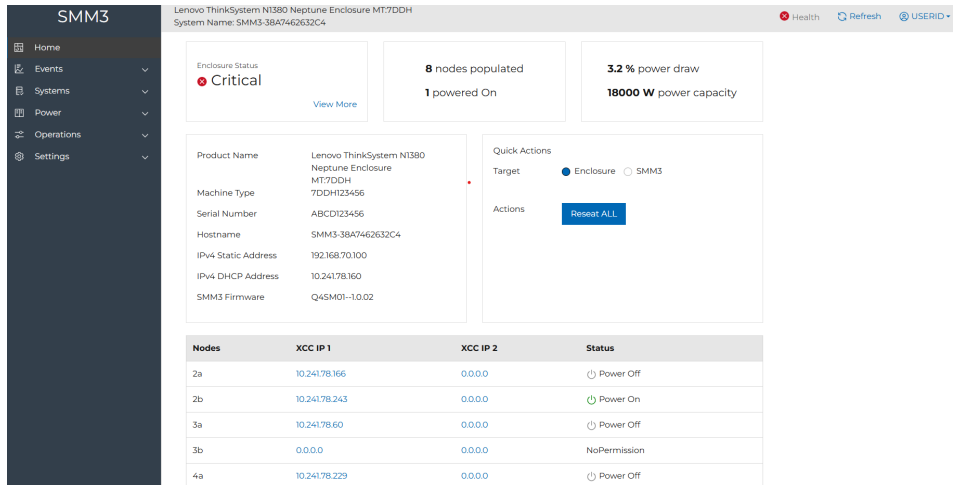 SMM3
Lenovo ThinkSystem N1380 Neptune Enclosure MT:7DDH
System Name: SMM3-38A7462632C4
Health
Refresh
USERID
Home
Events
Systems
Power
Operations
Settings
Enclosure Status
Critical
View More
8 nodes populated
1 powered On
3.2 % power draw
18000 W power capacity
Product Name Lenovo ThinkSystem N1380
Neptune Enclosure
MT:7DDH
Machine Type 7DDH123456
Serial Number ABCD123456
Hostname SMM3-38A7462632C4
IPv4 Static Address 192.168.70.100
IPv4 DHCP Address 10.241.78.160
SMM3 Firmware Q4SM01--1.0.02
Quick Actions
Target Enclosure SMM3
Actions Reseat ALL
Nodes XCC IP 1 XCC IP 2 Status
2a 10.241.78.166 0.0.0.0 Power Off
2b 10.241.78.243 0.0.0.0 Power On
3a 10.241.78.60 0.0.0.0 Power Off
3b 0.0.0.0 0.0.0.0 NoPermission
4a 10.241.78.229 0.0.0.0 Power Off